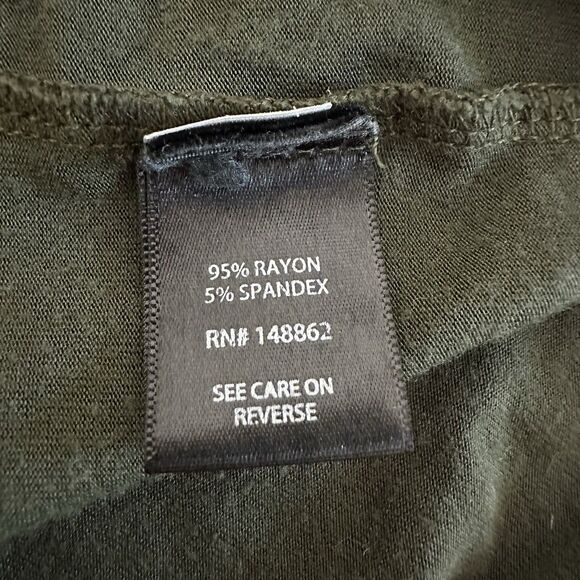 95% RAYON
5% SPANDEX
RN# 148862
SEE CARE ON
REVERSE